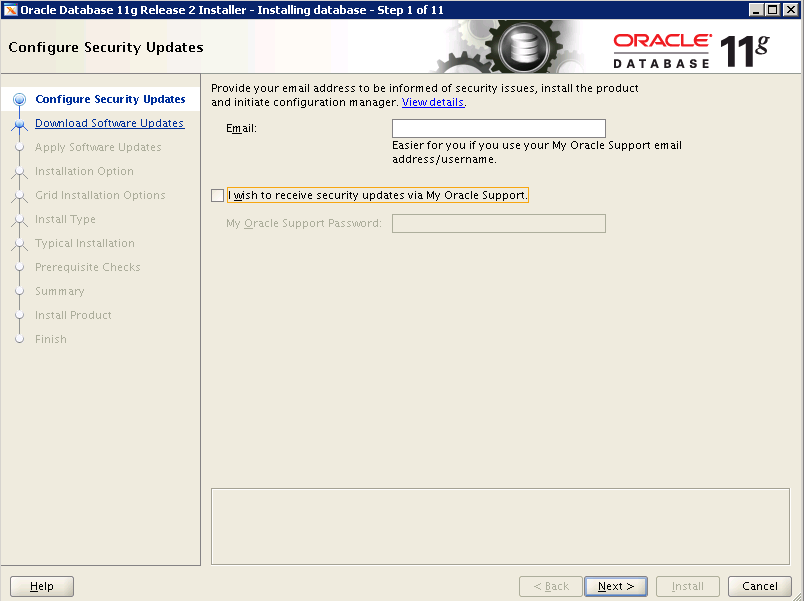 Oracle Database 11g Release 2 Installer - Installing database - Step 1 of 11
Configure Security Updates
ORACLE
DATABASE 11g
Configure Security Updates
Download Software Updates
Apply Software Updates
Installation Option
Grid Installation Options
Install Type
Typical Installation
Prerequisite Checks
Summary
Install Product
Finish
Provide your email address to be informed of security issues, install the product
and initiate configuration manager. View details.
Email:
Easier for you if you use your My Oracle Support email
address/username.
I wish to receive security updates via My Oracle Support.
My Oracle Support Password:
Help
< Back
Next >
Install
Cancel